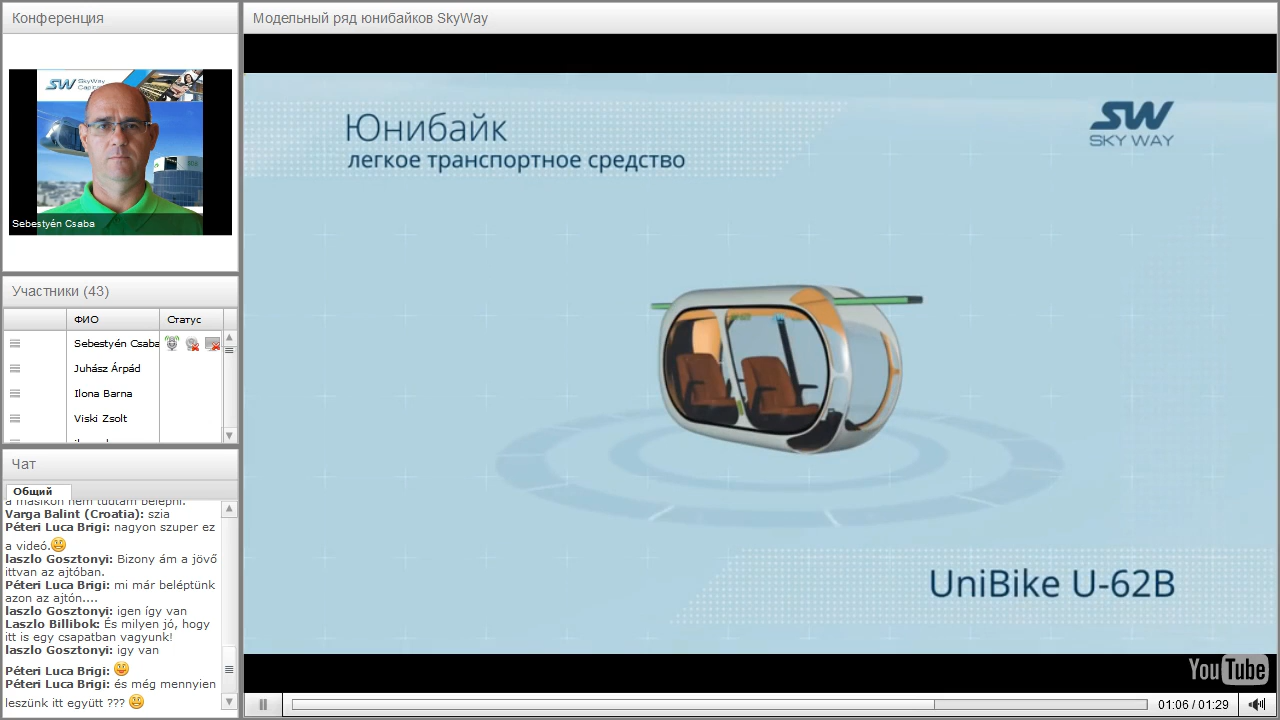 Конференция
SW SkyWay
Capital
Sebestyén Csaba
Участники (43)
ФИО Статус
Sebestyén Csaba
Juhász Árpád
Ilona Barna
Viski Zsolt
Чат
Общий
a másikon nem tudtam belépni.
Varga Balint (Croatia): szia
Péteri Luca Brigi: nagyon szuper ez
a videó.
laszlo Gosztonyi: Bizony ám a jövő
ittvan az ajtóban.
Péteri Luca Brigi: mi már beléptünk
azon az ajtón....
laszlo Gosztonyi: igen így van
Laszlo Billibok: És milyen jó, hogy
itt is egy csapatban vagyunk!
laszlo Gosztonyi: igy van
Péteri Luca Brigi:
Péteri Luca Brigi: és még mennyien
leszünk itt együtt ???
Модельный ряд юнибайков SkyWay
Юнибайк
легкое транспортное средство
SW
SKY WAY
UniBike U-62B
YouTube
01:06 / 01:29